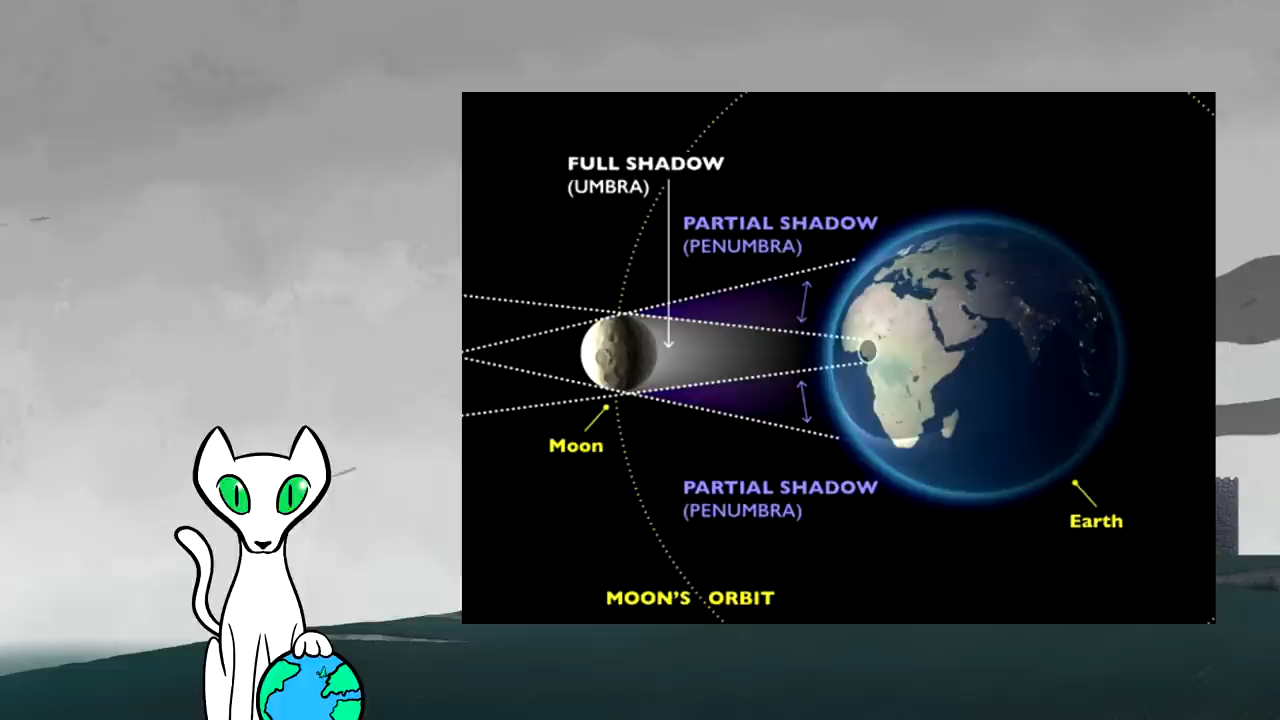 FULL SHADOW
(UMBRA)
PARTIAL SHADOW
(PENUMBRA)
Moon
PARTIAL SHADOW
(PENUMBRA)
Earth
MOON'S ORBIT